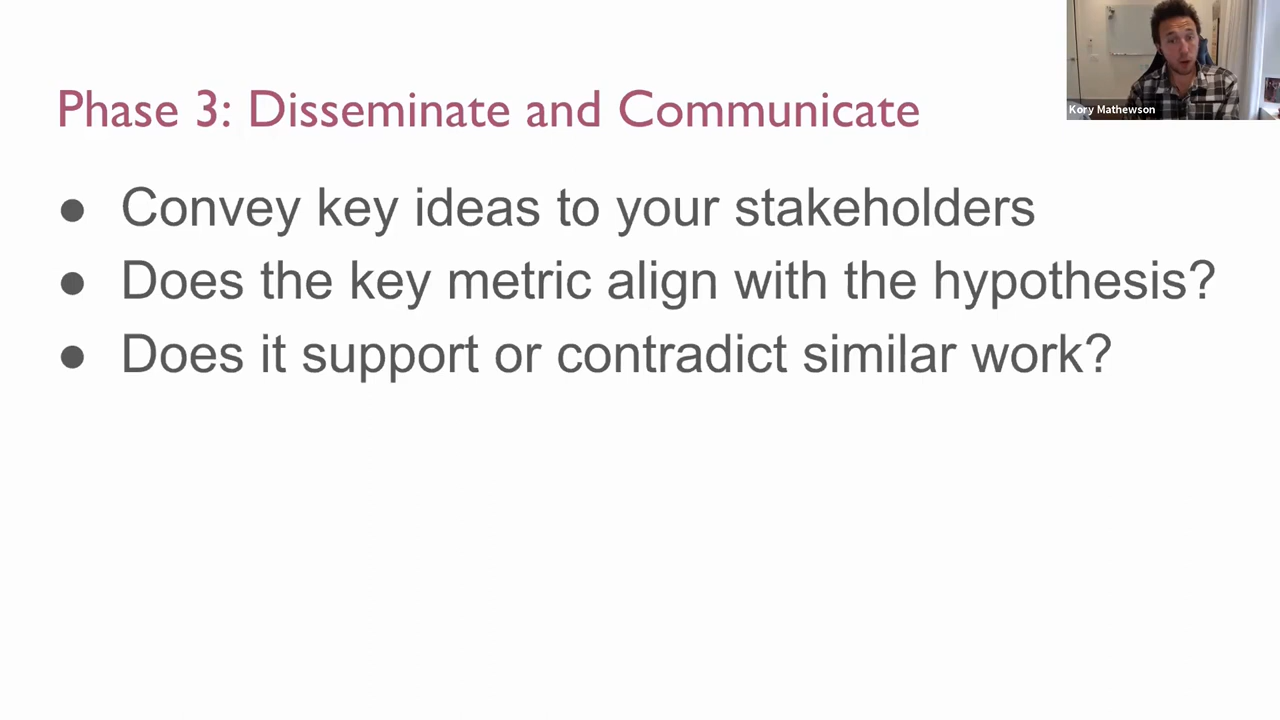 Phase 3: Disseminate and Communicate
Kory Mathewson
● Convey key ideas to your stakeholders
● Does the key metric align with the hypothesis?
● Does it support or contradict similar work?